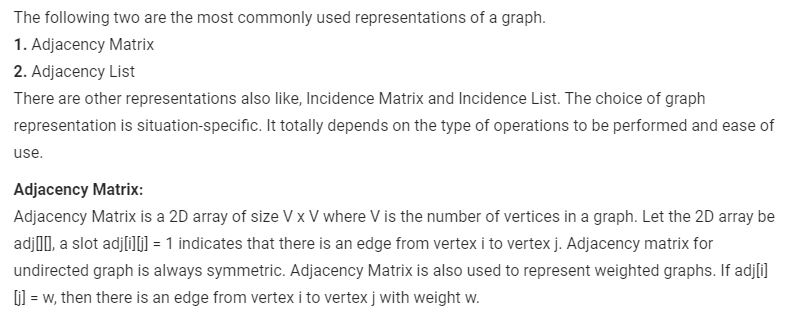 The following two are the most commonly used representations of a graph.
1. Adjacency Matrix
2. Adjacency List
There are other representations also like, Incidence Matrix and Incidence List. The choice of graph
representation is situation-specific. It totally depends on the type of operations to be performed and ease of
use.
Adjacency Matrix:
Adjacency Matrix is a 2D array of size V x V where V is the number of vertices in a graph. Let the 2D array be
adj[][], a slot adj[i][j] = 1 indicates that there is an edge from vertex i to vertex j. Adjacency matrix for
undirected graph is always symmetric. Adjacency Matrix is also used to represent weighted graphs. If adj[i]
[j] = w, then there is an edge from vertex i to vertex j with weight w.